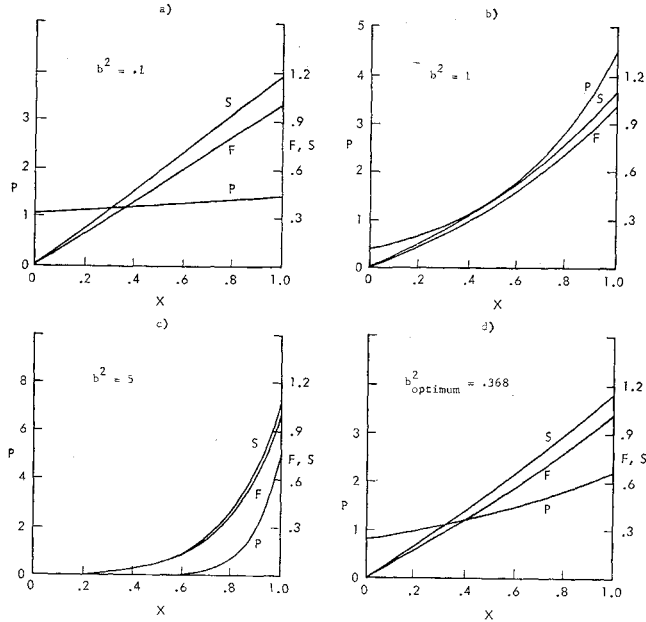 a)
b² = .1
P
3
2
1
0
1.2
.9
F, S
.6
.3
S
F
P
0 .2 .4 .6 .8 1.0
X
b)
b² = 1
P
5
4
3
2
1
0
1.2
.9
F, S
.6
.3
P
S
F
0 .2 .4 .6 .8 1.0
X
c)
b² = 5
P
8
6
4
2
0
1.2
.9
F, S
.6
.3
S
F
P
0 .2 .4 .6 .8 1.0
X
d)
b²optimum = .368
P
3
2
1
0
1.2
.9
F, S
.6
.3
S
F
P
0 .2 .4 .6 .8 1.0
X